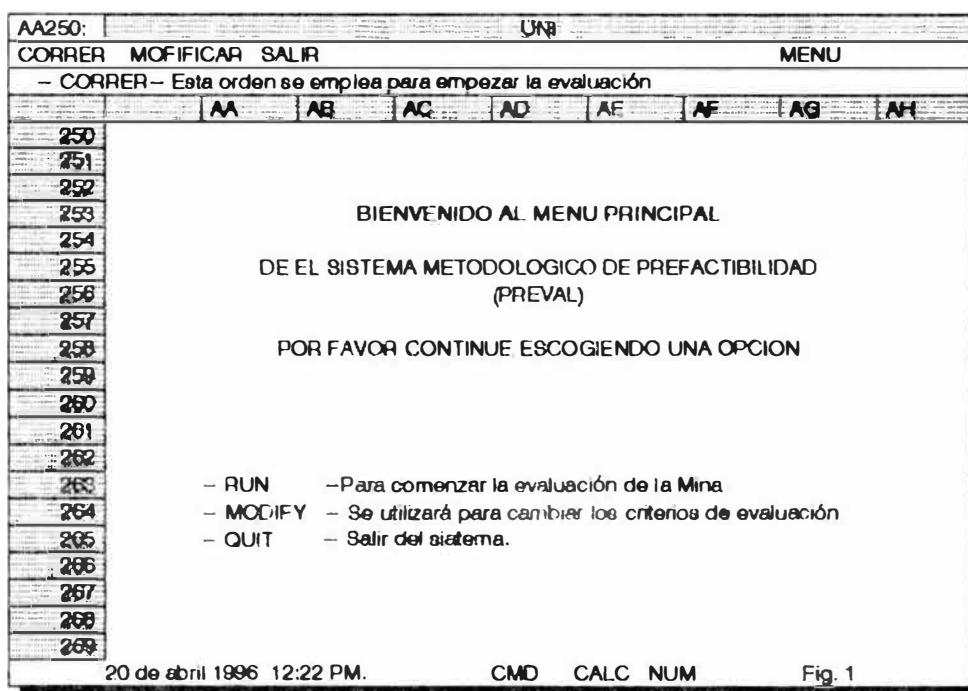 AA250: UNI
CORRER MOFIFICAR SALIR MENU
– CORRER – Esta orden se emplea para empezar la evaluación
AA AB AC AD AE AF AG AH
250
251
252
253 BIENVENIDO AL MENU PRINCIPAL
254
255 DE EL SISTEMA METODOLOGICO DE PREFACTIBILIDAD
256 (PREVAL)
257
258 POR FAVOR CONTINUE ESCOGIENDO UNA OPCION
259
260
261
262
263 – RUN –Para comenzar la evaluación de la Mina
264 – MODIFY – Se utilizará para cambiar los criterios de evaluación
265 – QUIT – Salir del sistema.
266
267
268
269
20 de abril 1996 12:22 PM. CMD CALC NUM Fig. 1